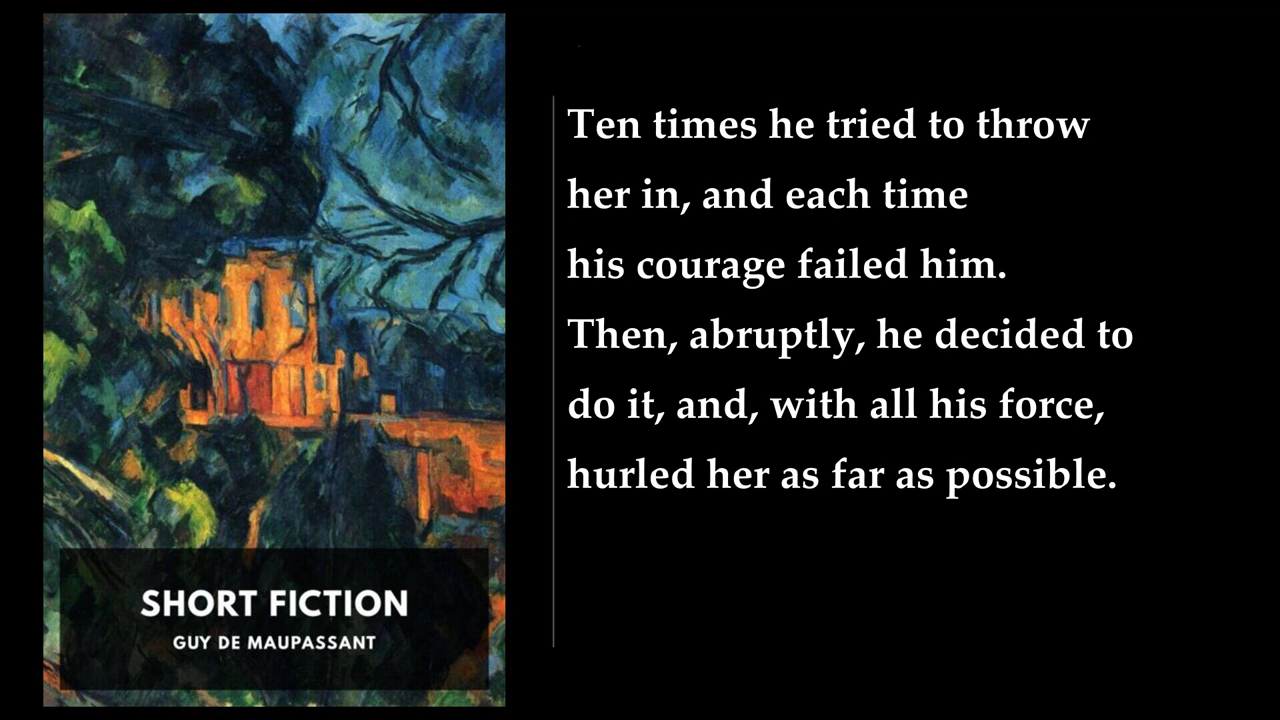 Ten times he tried to throw
her in, and each time
his courage failed him.
Then, abruptly, he decided to
do it, and, with all his force,
hurled her as far as possible.
SHORT FICTION
GUY DE MAUPASSANT